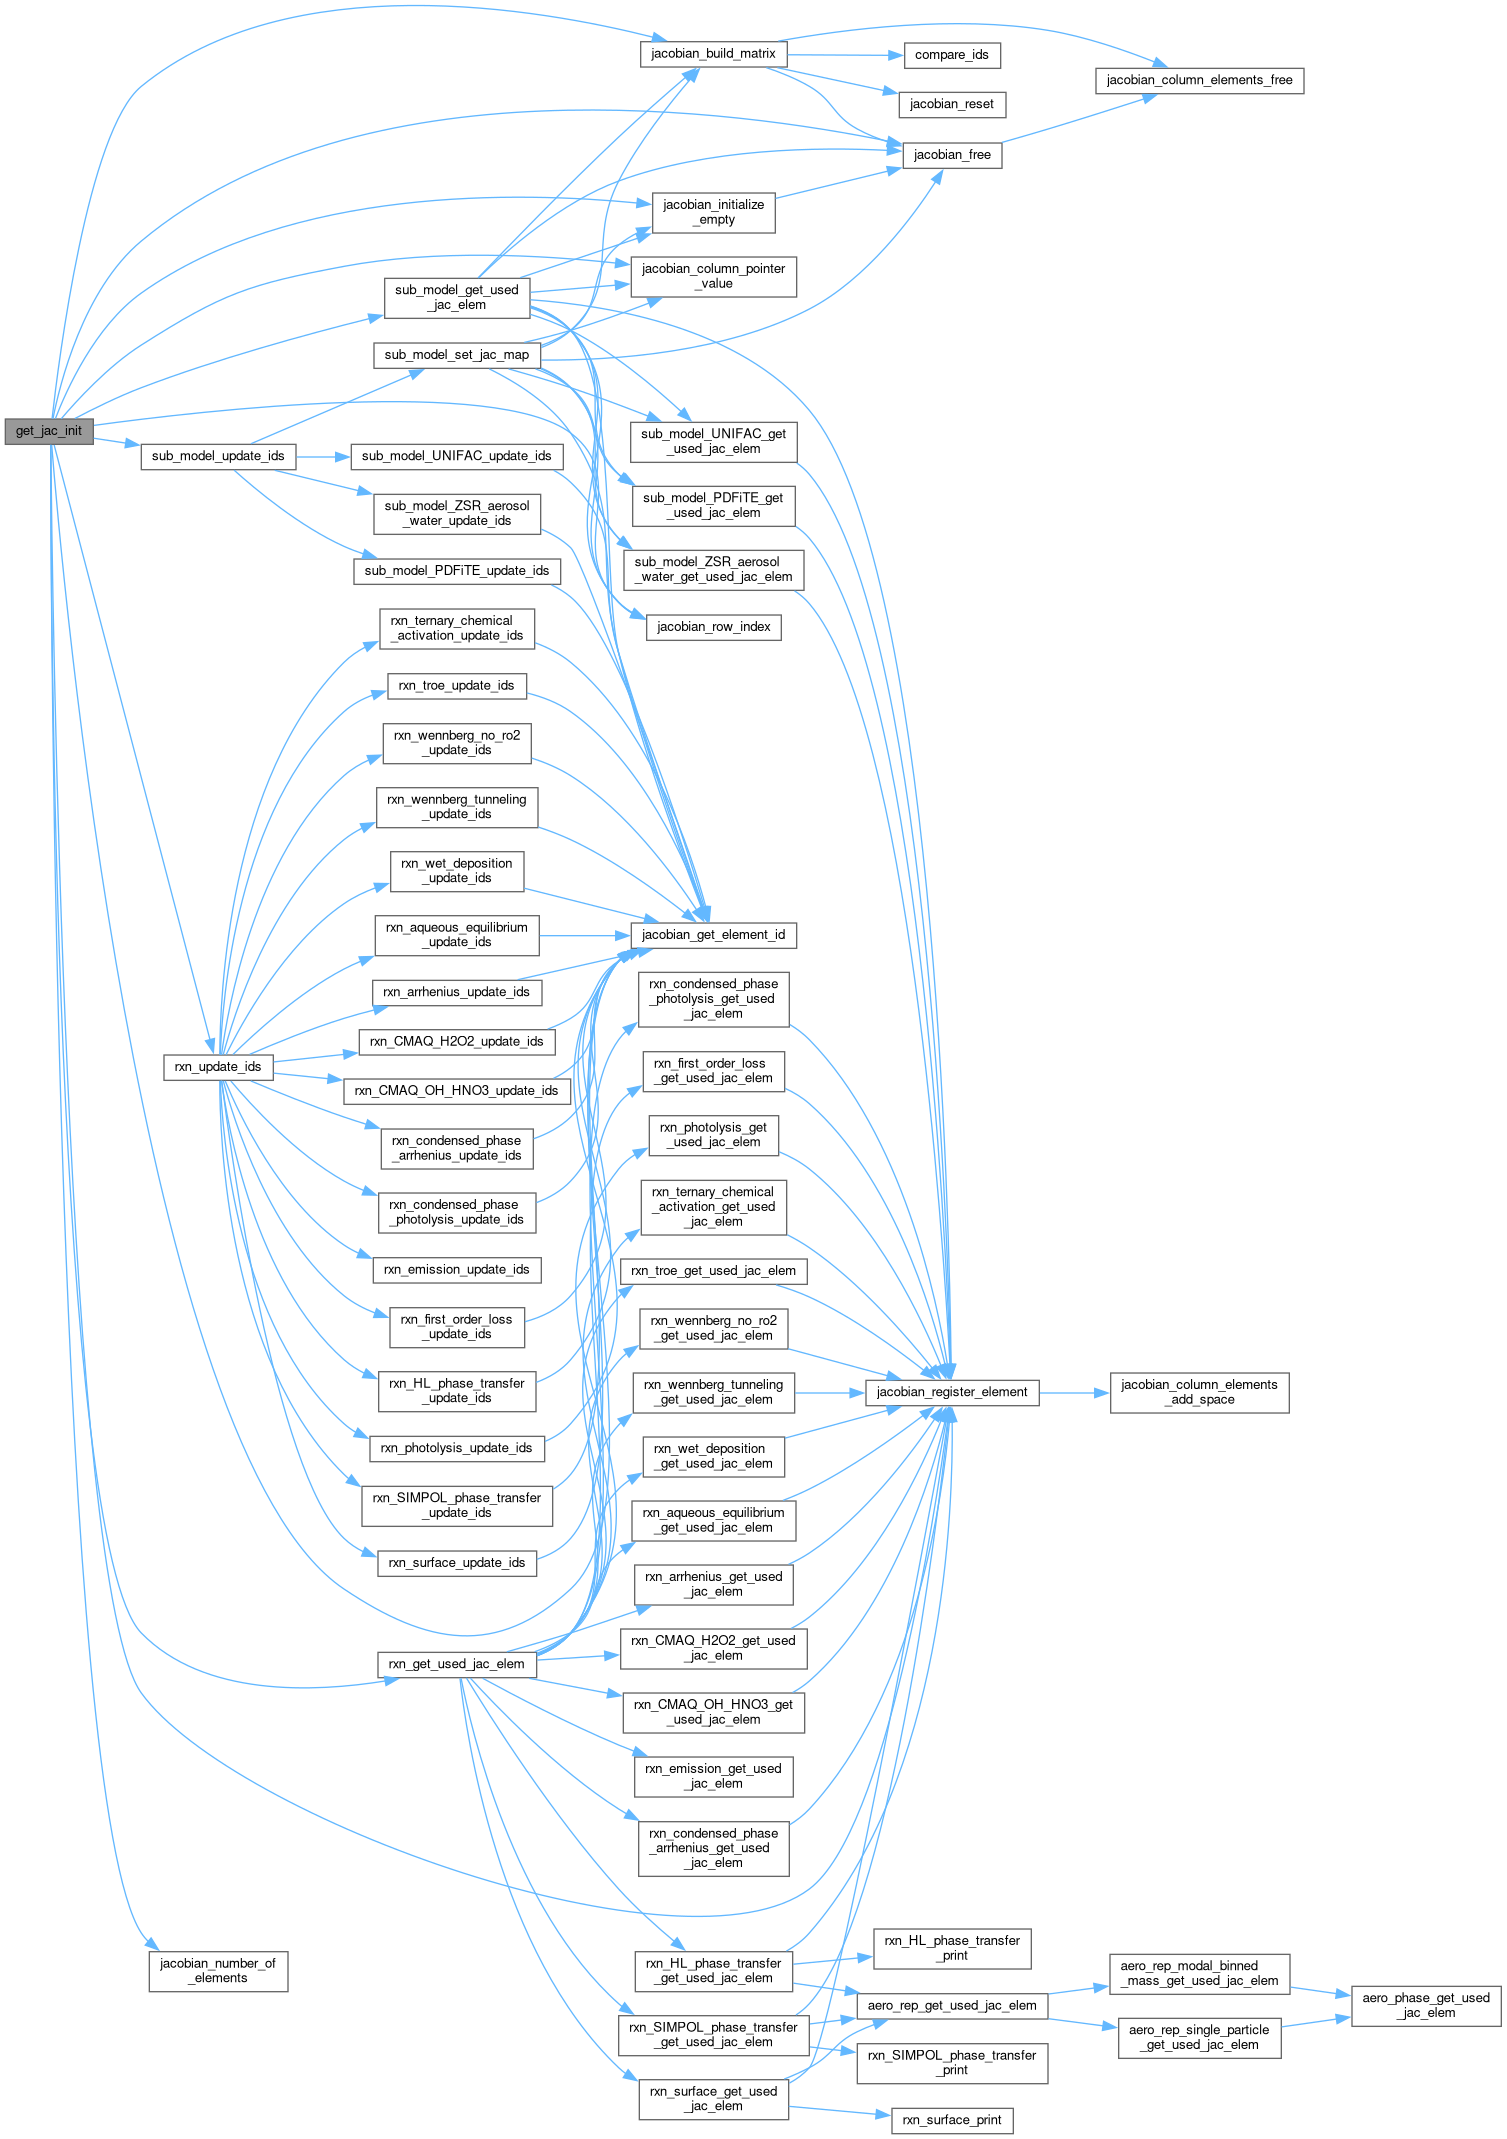 get_jac_init
sub_model_update_ids
rxn_update_ids
jacobian_number_of
_elements
sub_model_get_used
_jac_elem
sub_model_set_jac_map
sub_model_UNIFAC_update_ids
sub_model_ZSR_aerosol
_water_update_ids
sub_model_PDFiTE_update_ids
rxn_ternary_chemical
_activation_update_ids
rxn_troe_update_ids
rxn_wennberg_no_ro2
_update_ids
rxn_wennberg_tunneling
_update_ids
rxn_wet_deposition
_update_ids
rxn_aqueous_equilibrium
_update_ids
rxn_arrhenius_update_ids
rxn_CMAQ_H2O2_update_ids
rxn_CMAQ_OH_HNO3_update_ids
rxn_condensed_phase
_arrhenius_update_ids
rxn_condensed_phase
_photolysis_update_ids
rxn_emission_update_ids
rxn_first_order_loss
_update_ids
rxn_HL_phase_transfer
_update_ids
rxn_photolysis_update_ids
rxn_SIMPOL_phase_transfer
_update_ids
rxn_surface_update_ids
rxn_get_used_jac_elem
jacobian_build_matrix
jacobian_initialize
_empty
jacobian_column_pointer
_value
sub_model_UNIFAC_get
_used_jac_elem
sub_model_PDFiTE_get
_used_jac_elem
sub_model_ZSR_aerosol
_water_get_used_jac_elem
jacobian_row_index
jacobian_get_element_id
rxn_condensed_phase
_photolysis_get_used
_jac_elem
rxn_first_order_loss
_get_used_jac_elem
rxn_photolysis_get
_used_jac_elem
rxn_ternary_chemical
_activation_get_used
_jac_elem
rxn_troe_get_used_jac_elem
rxn_wennberg_no_ro2
_get_used_jac_elem
rxn_wennberg_tunneling
_get_used_jac_elem
rxn_wet_deposition
_get_used_jac_elem
rxn_aqueous_equilibrium
_get_used_jac_elem
rxn_arrhenius_get_used
_jac_elem
rxn_CMAQ_H2O2_get_used
_jac_elem
rxn_CMAQ_OH_HNO3_get
_used_jac_elem
rxn_emission_get_used
_jac_elem
rxn_condensed_phase
_arrhenius_get_used
_jac_elem
rxn_HL_phase_transfer
_get_used_jac_elem
rxn_SIMPOL_phase_transfer
_get_used_jac_elem
rxn_surface_get_used
_jac_elem
compare_ids
jacobian_reset
jacobian_free
jacobian_register_element
rxn_HL_phase_transfer
_print
aero_rep_get_used_jac_elem
rxn_SIMPOL_phase_transfer
_print
rxn_surface_print
jacobian_column_elements_free
jacobian_column_elements
_add_space
aero_rep_modal_binned
_mass_get_used_jac_elem
aero_rep_single_particle
_get_used_jac_elem
aero_phase_get_used
_jac_elem